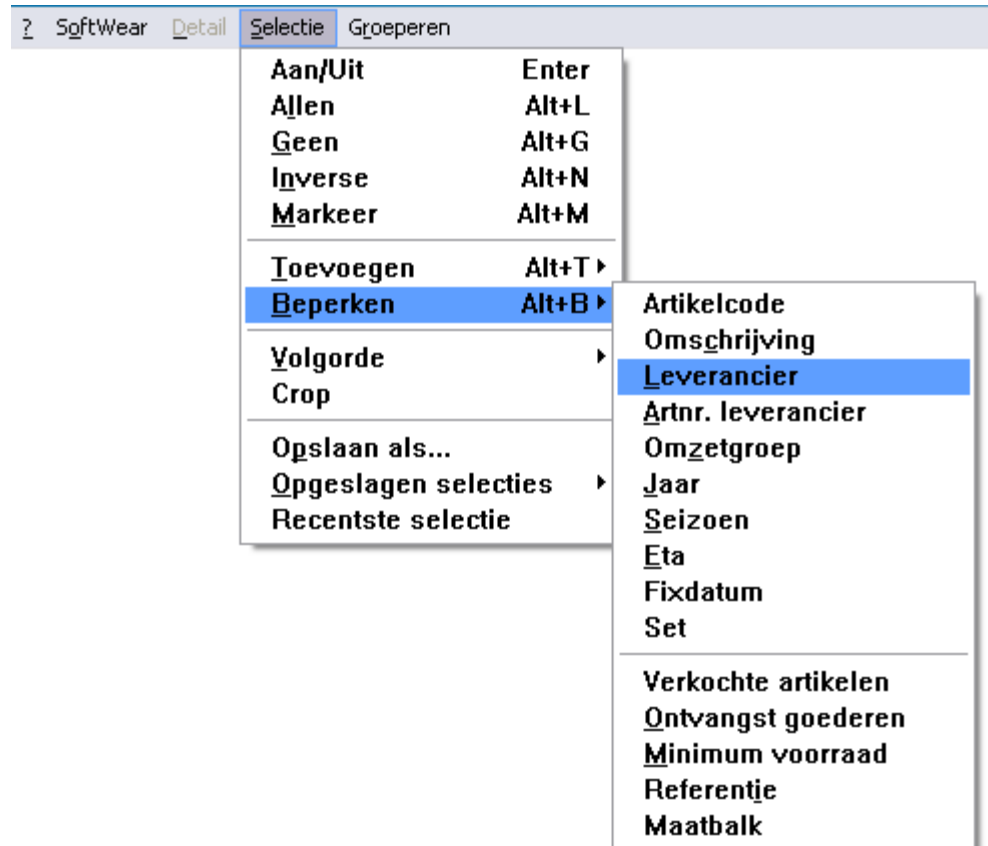 ? SoftWear Detail Selectie Groeperen
Aan/Uit Enter
Allen Alt+L
Geen Alt+G
Inverse Alt+N
Markeer Alt+M
Toevoegen Alt+T
Beperken Alt+B
Volgorde
Crop
Opslaan als...
Opgeslagen selecties
Recentste selectie
Artikelcode
Omschrijving
Leverancier
Artnr. leverancier
Omzetgroep
Jaar
Seizoen
Eta
Fixdatum
Set
Verkochte artikelen
Ontvangst goederen
Minimum voorraad
Referentie
Maatbalk